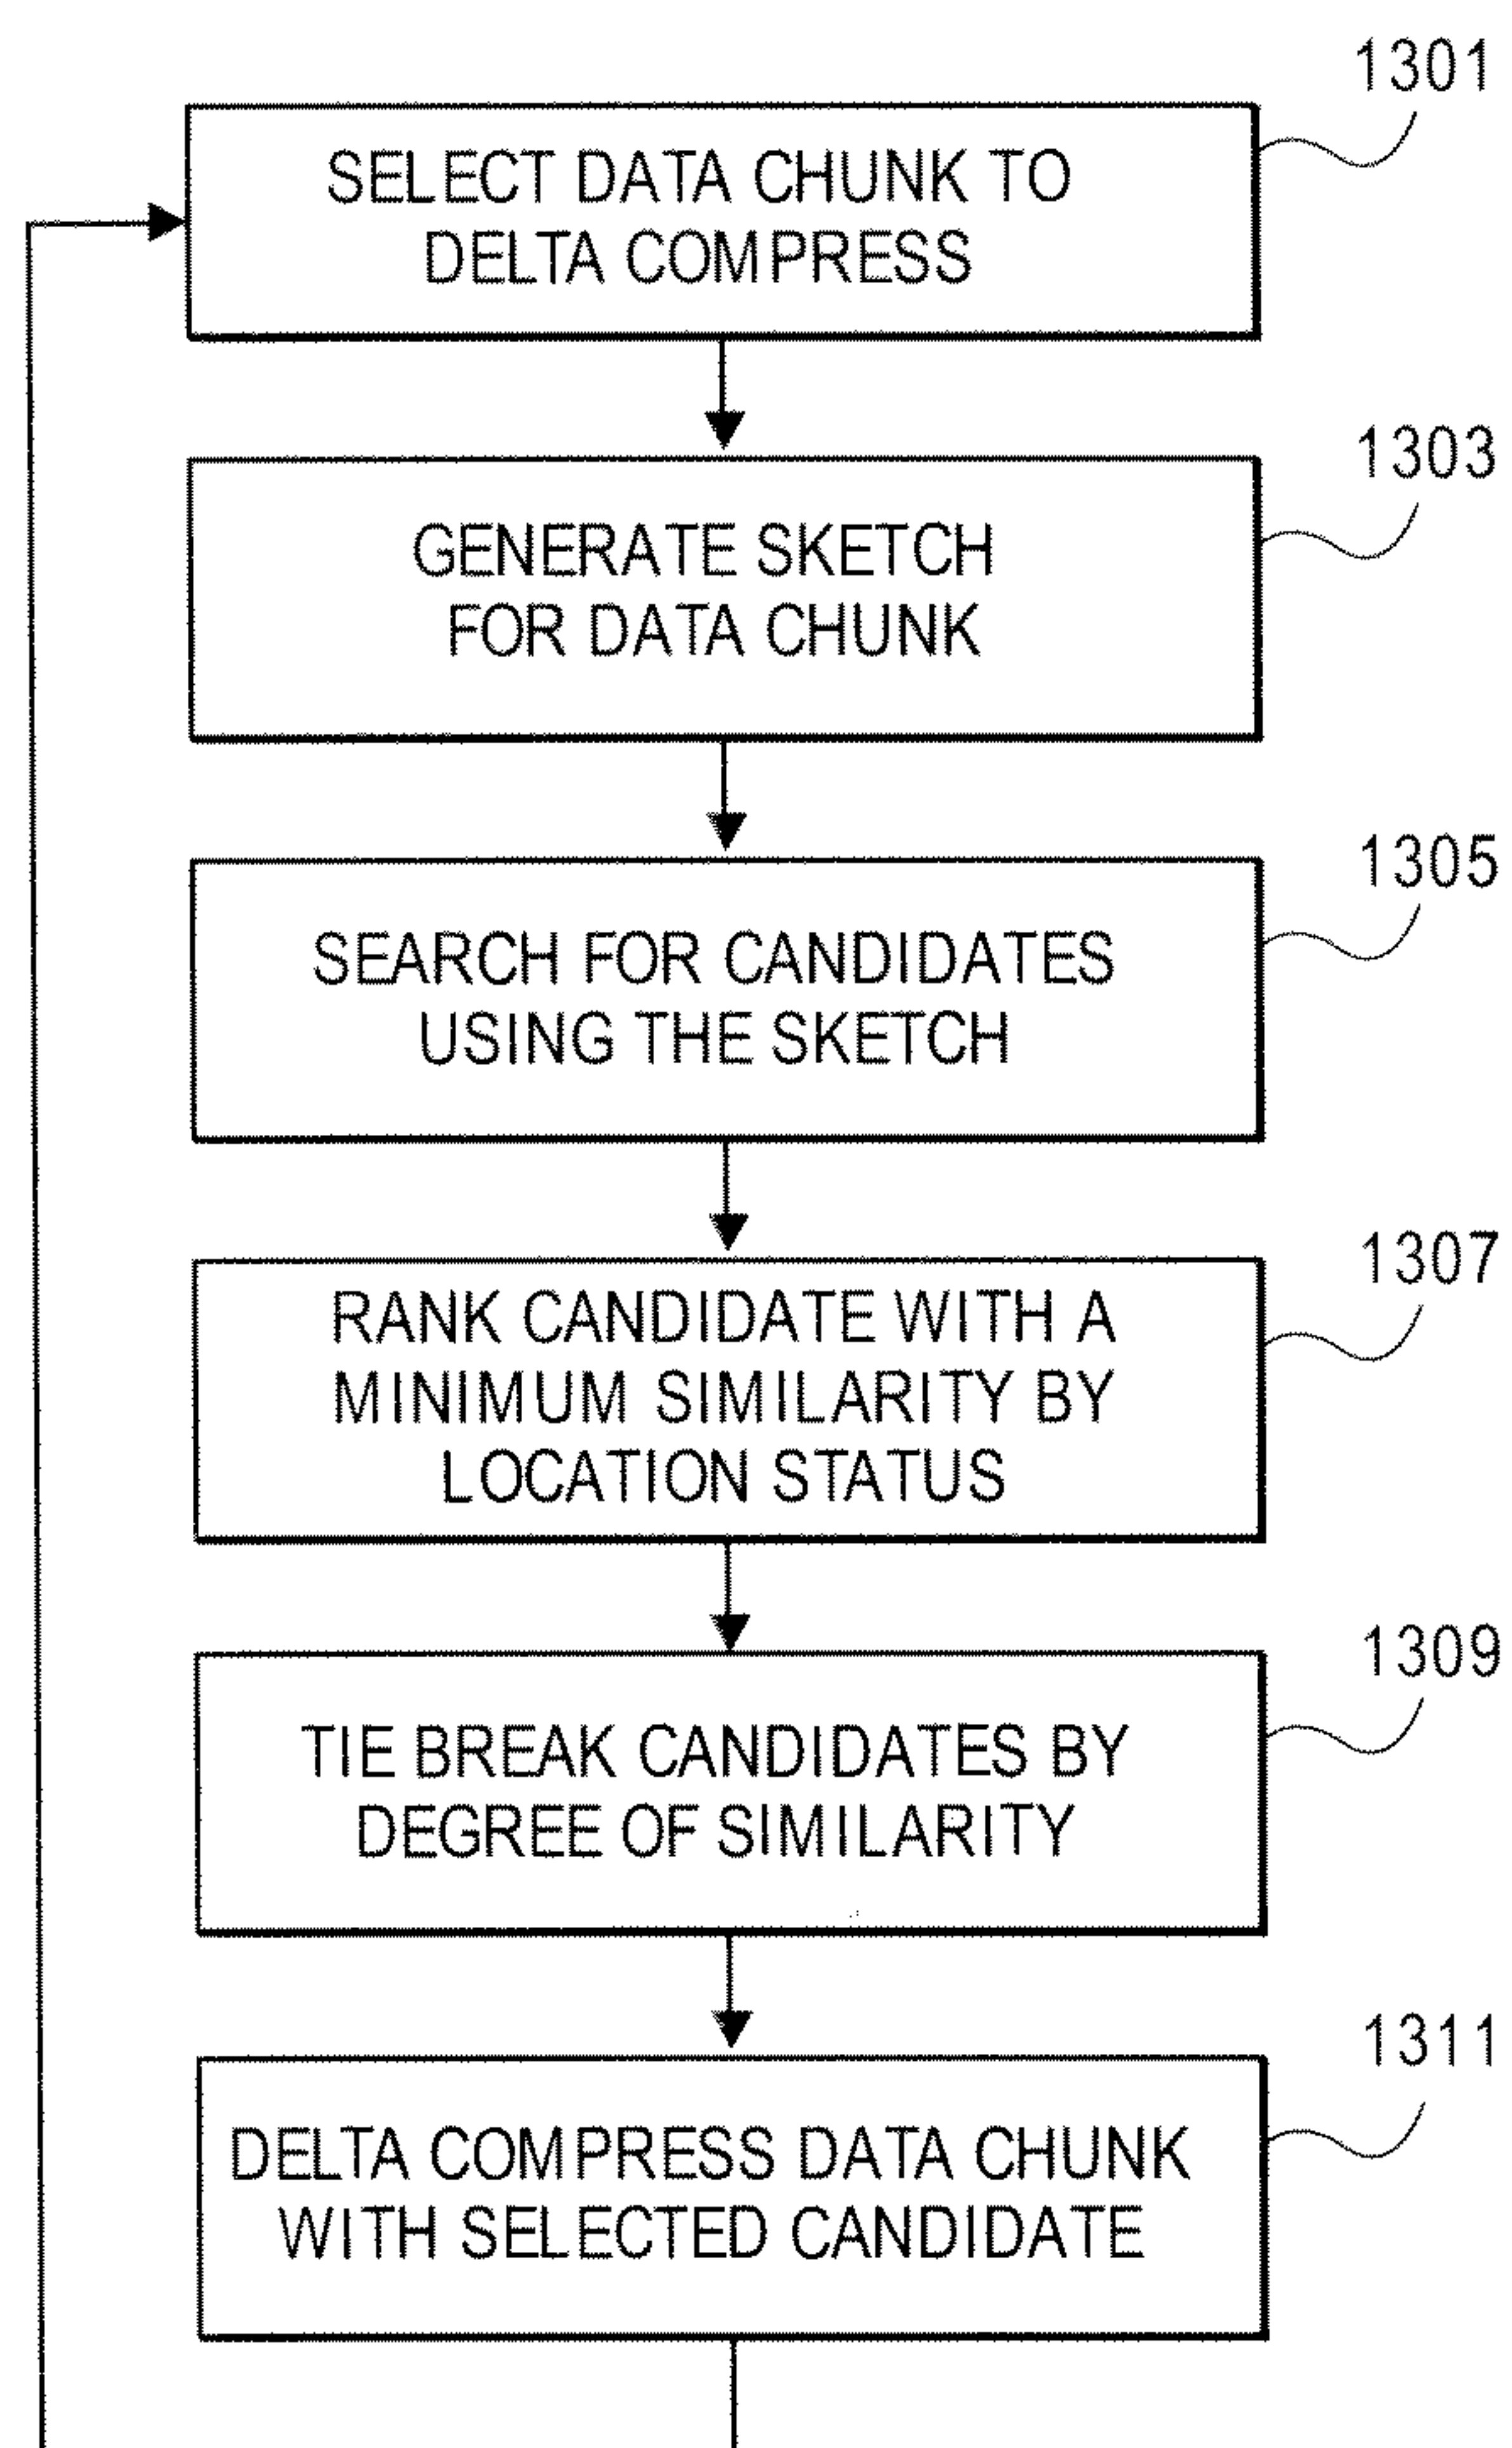 1301
SELECT DATA CHUNK TO
DELTA COMPRESS
1303
GENERATE SKETCH
FOR DATA CHUNK
1305
SEARCH FOR CANDIDATES
USING THE SKETCH
1307
RANK CANDIDATE WITH A
MINIMUM SIMILARITY BY
LOCATION STATUS
1309
TIE BREAK CANDIDATES BY
DEGREE OF SIMILARITY
1311
DELTA COMPRESS DATA CHUNK
WITH SELECTED CANDIDATE